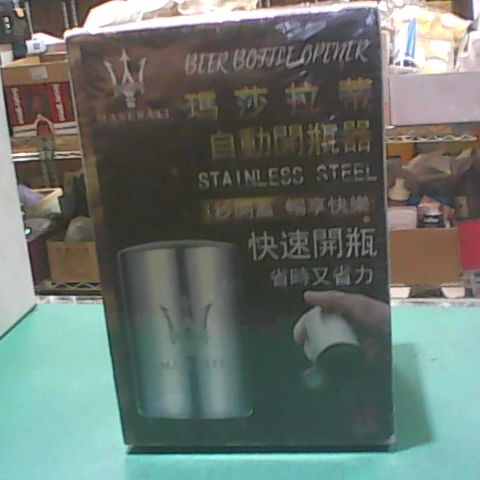 BEER BOTTLE OPENER
MASERATI
瑪莎拉蒂
自動開瓶器
STAINLESS STEEL
1秒開蓋 暢享快樂
快速開瓶
省時又省力
MASERATI